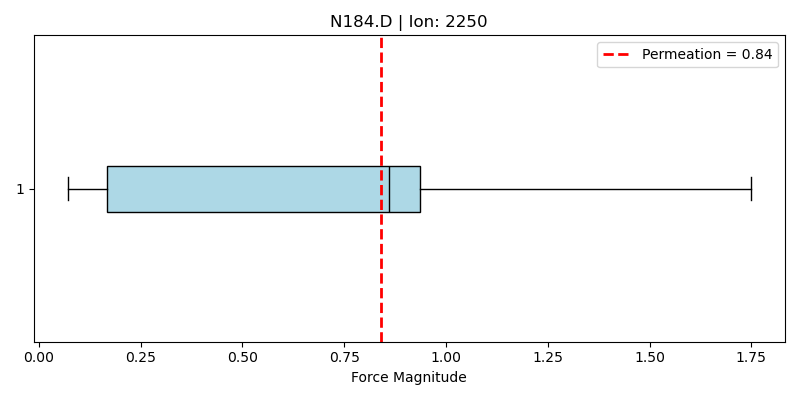 N184.D | Ion: 2250
Permeation = 0.84
1
0.00 0.25 0.50 0.75 1.00 1.25 1.50 1.75
Force Magnitude